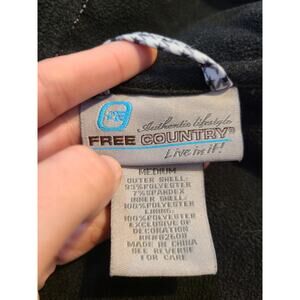 Authentic lifestyle
FREE COUNTRY®
Live in it!
MEDIUM
OUTER SHELL:
93%POLYESTER
7%SPANDEX
INNER SHELL:
100%POLYESTER
LINING:
100%POLYESTER
EXCLUSIVE OF
DECORATION
MADE IN CHINA
SEE REVERSE
FOR CARE